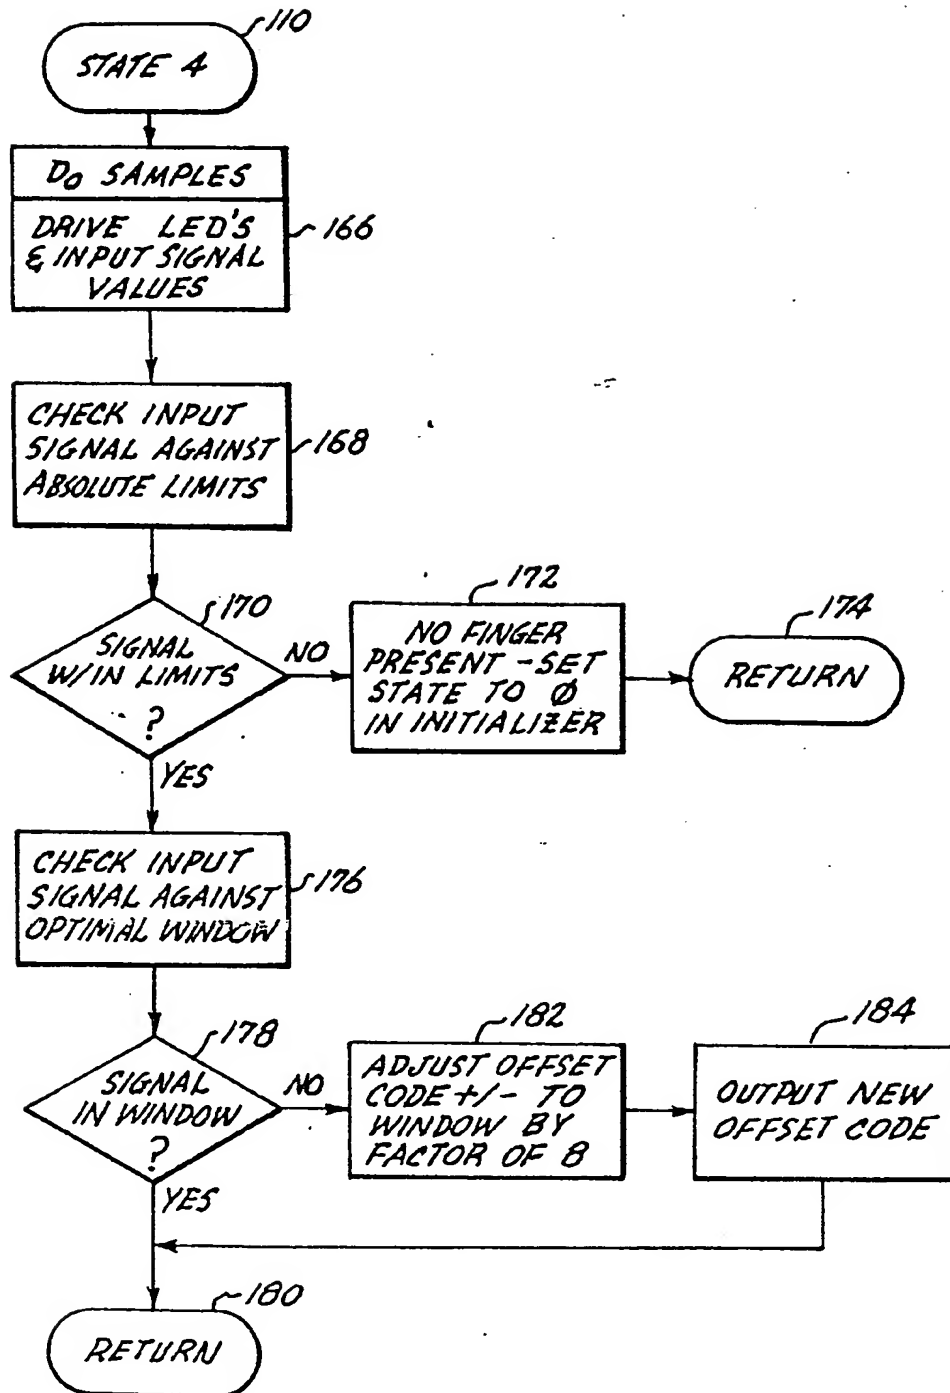 110
STATE 4
DO SAMPLES
DRIVE LED'S
& INPUT SIGNAL
VALUES
166
CHECK INPUT
SIGNAL AGAINST
ABSOLUTE LIMITS
168
170
SIGNAL
W/IN LIMITS
?
NO
YES
172
NO FINGER
PRESENT - SET
STATE TO Ø
IN INITIALIZER
174
RETURN
CHECK INPUT
SIGNAL AGAINST
OPTIMAL WINDOW
176
178
SIGNAL
IN WINDOW
?
NO
YES
182
ADJUST OFFSET
CODE +/- TO
WINDOW BY
FACTOR OF 8
184
OUTPUT NEW
OFFSET CODE
180
RETURN